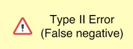 Type II Error
(False negative)